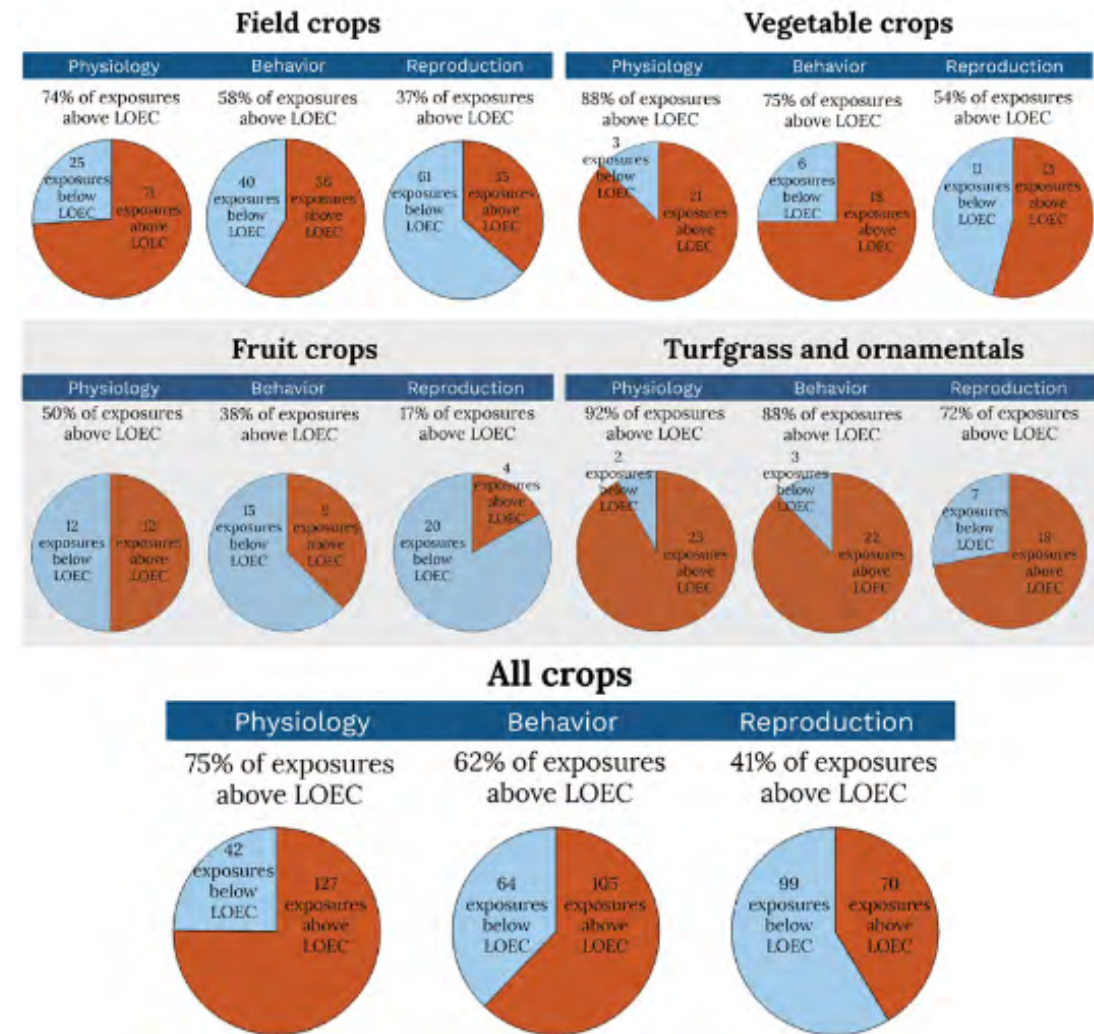 Field crops
Physiology
74% of exposures
above LOEC
25
exposures
below
LOEC
71
exposures
above
LOEC
Behavior
58% of exposures
above LOEC
40
exposures
below
LOEC
56
exposures
above
LOEC
Reproduction
37% of exposures
above LOEC
61
exposures
below
LOEC
35
exposures
above
LOEC
Vegetable crops
Physiology
88% of exposures
above LOEC
3
exposures
below
LOEC
21
exposures
above
LOEC
Behavior
75% of exposures
above LOEC
6
exposures
below
LOEC
18
exposures
above
LOEC
Reproduction
54% of exposures
above LOEC
11
exposures
below
LOEC
13
exposures
above
LOEC
Fruit crops
Physiology
50% of exposures
above LOEC
12
exposures
below
LOEC
12
exposures
above
LOEC
Behavior
38% of exposures
above LOEC
15
exposures
below
LOEC
9
exposures
above
LOEC
Reproduction
17% of exposures
above LOEC
20
exposures
below
LOEC
4
exposures
above
LOEC
Turfgrass and ornamentals
Physiology
92% of exposures
above LOEC
2
exposures
below
LOEC
23
exposures
above
LOEC
Behavior
88% of exposures
above LOEC
3
exposures
below
LOEC
22
exposures
above
LOEC
Reproduction
72% of exposures
above LOEC
7
exposures
below
LOEC
18
exposures
above
LOEC
All crops
Physiology
75% of exposures
above LOEC
42
exposures
below
LOEC
127
exposures
above
LOEC
Behavior
62% of exposures
above LOEC
64
exposures
below
LOEC
105
exposures
above
LOEC
Reproduction
41% of exposures
above LOEC
99
exposures
below
LOEC
70
exposures
above
LOEC